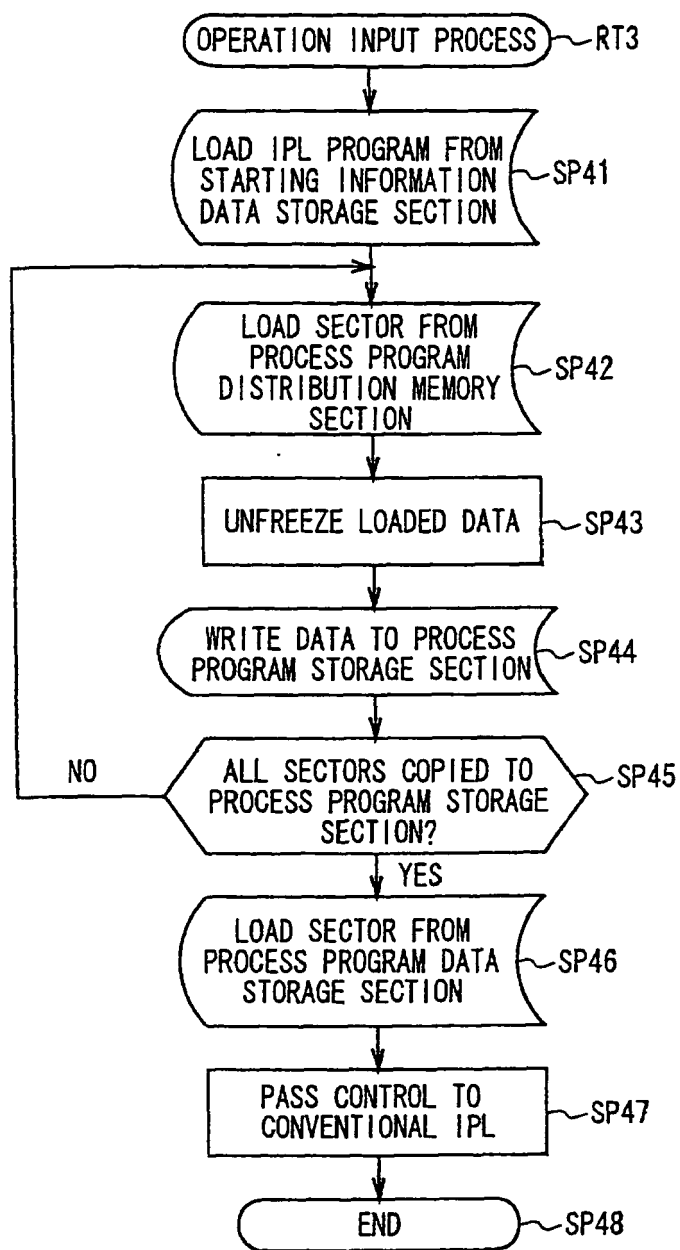 OPERATION INPUT PROCESS RT3
LOAD IPL PROGRAM FROM
STARTING INFORMATION
DATA STORAGE SECTION
SP41
LOAD SECTOR FROM
PROCESS PROGRAM
DISTRIBUTION MEMORY
SECTION
SP42
UNFREEZE LOADED DATA SP43
WRITE DATA TO PROCESS
PROGRAM STORAGE SECTION
SP44
NO
ALL SECTORS COPIED TO
PROCESS PROGRAM STORAGE
SECTION?
SP45
YES
LOAD SECTOR FROM
PROCESS PROGRAM DATA
STORAGE SECTION
SP46
PASS CONTROL TO
CONVENTIONAL IPL
SP47
END SP48